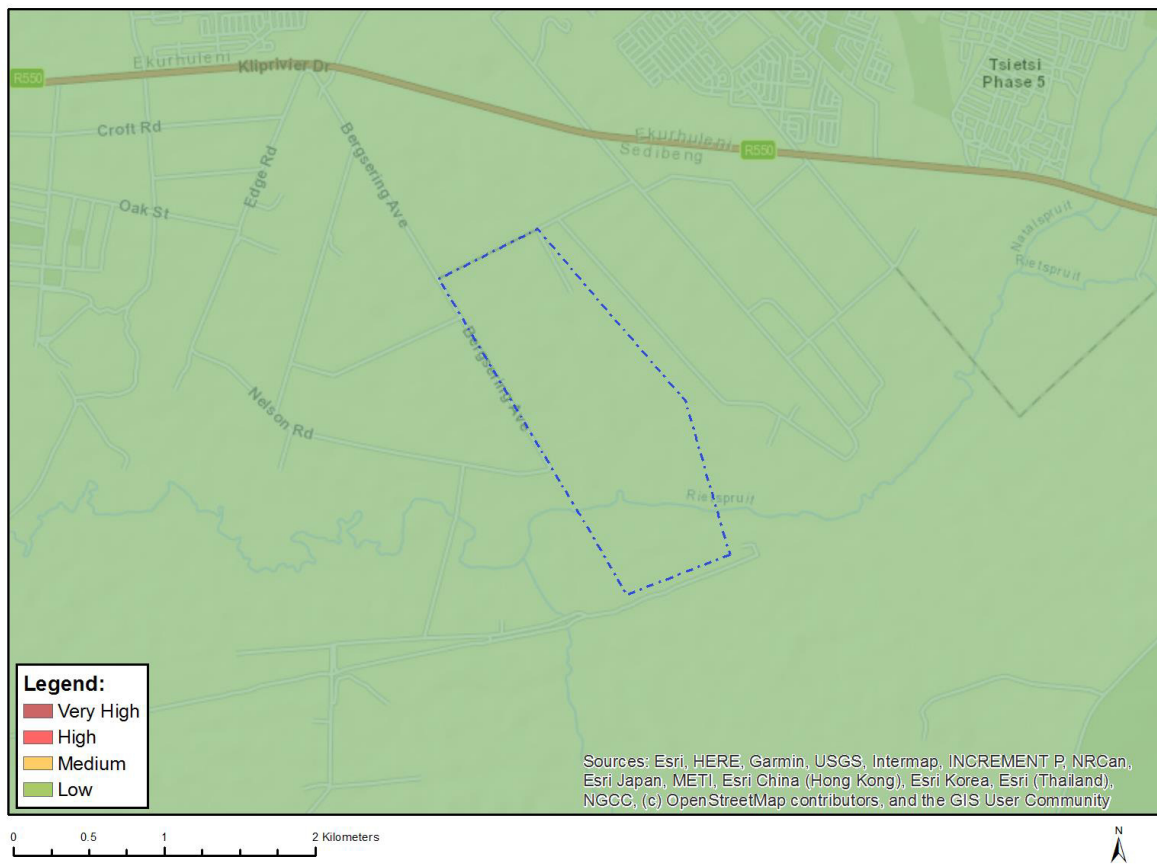 Ekurhuleni
Kliprivier Dr
R550
Tsietsi
Phase 5
Croft Rd
Bergsering Ave
Edge Rd
Ekurhuleni
Sedibeng
R550
Oak St
Natalspruit
Rietspruit
Bergsering Ave
Nelson Rd
Rietspruit
Legend:
Very High
High
Medium
Low
Sources: Esri, HERE, Garmin, USGS, Intermap, INCREMENT P, NRCan,
Esri Japan, METI, Esri China (Hong Kong), Esri Korea, Esri (Thailand),
NGCC, (c) OpenStreetMap contributors, and the GIS User Community
0 0.5 1 2 Kilometers
N